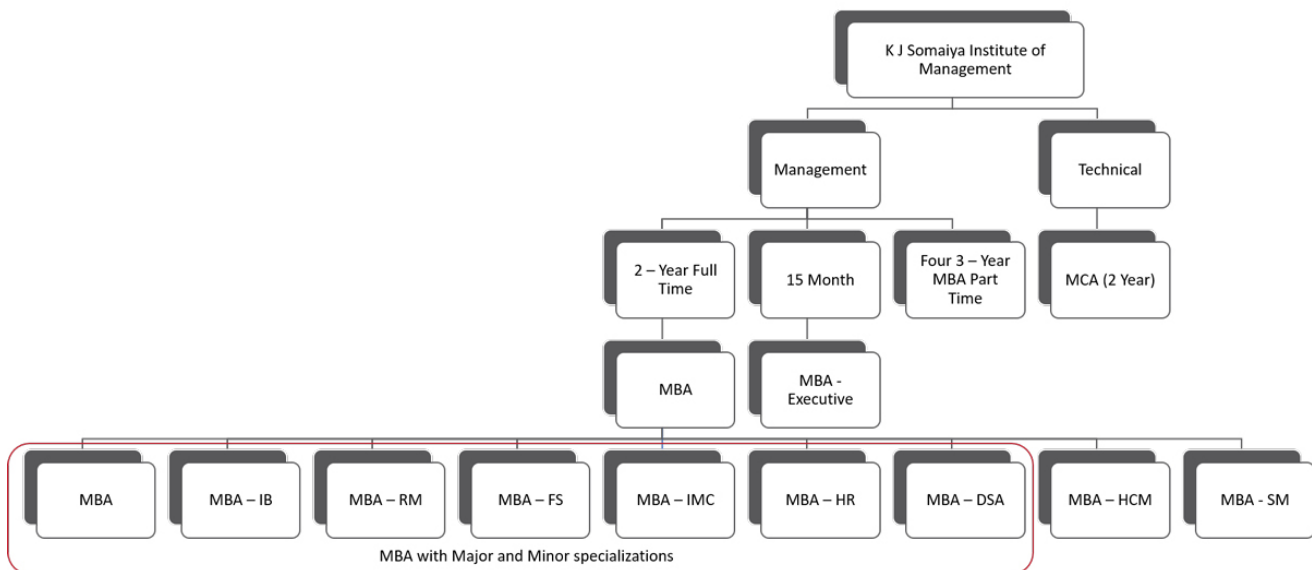 K J Somaiya Institute of
Management
Management
Technical
2 – Year Full
Time
15 Month
Four 3 – Year
MBA Part
Time
MCA (2 Year)
MBA
MBA -
Executive
MBA
MBA – IB
MBA – RM
MBA – FS
MBA – IMC
MBA – HR
MBA – DSA
MBA – HCM
MBA - SM
MBA with Major and Minor specializations